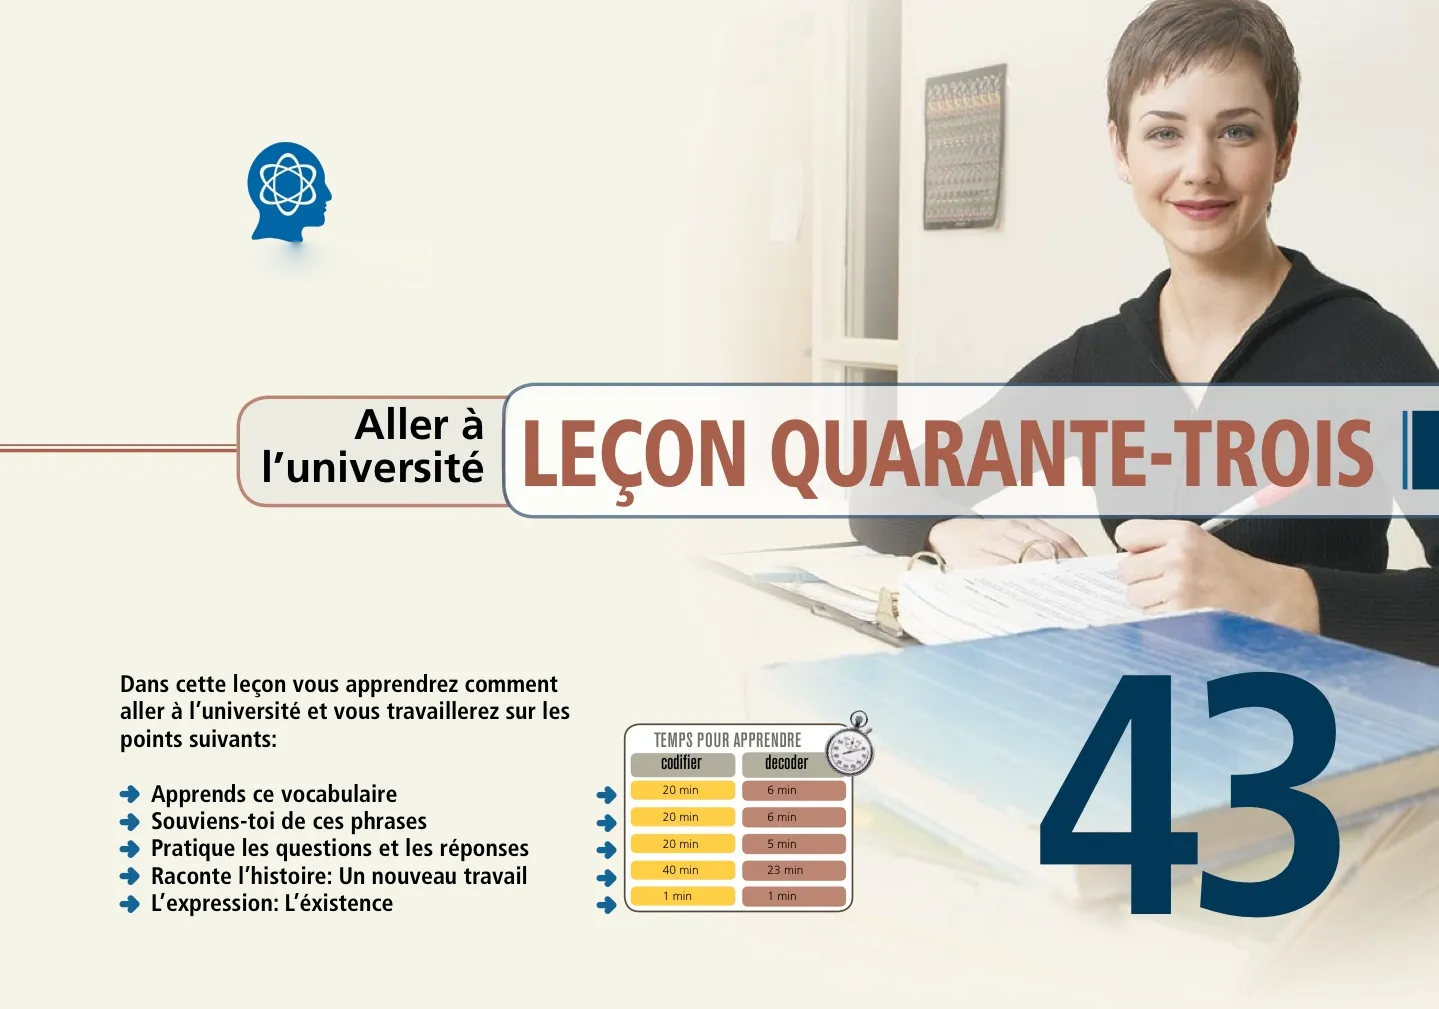 Aller à
l’université
LEÇON QUARANTE-TROIS
Dans cette leçon vous apprendrez comment
aller à l’université et vous travaillerez sur les
points suivants:
Apprends ce vocabulaire
Souviens-toi de ces phrases
Pratique les questions et les réponses
Raconte l’histoire: Un nouveau travail
L’expression: L’éxistence
TEMPS POUR APPRENDRE
codifier decoder
20 min 6 min
20 min 6 min
20 min 5 min
40 min 23 min
1 min 1 min
43